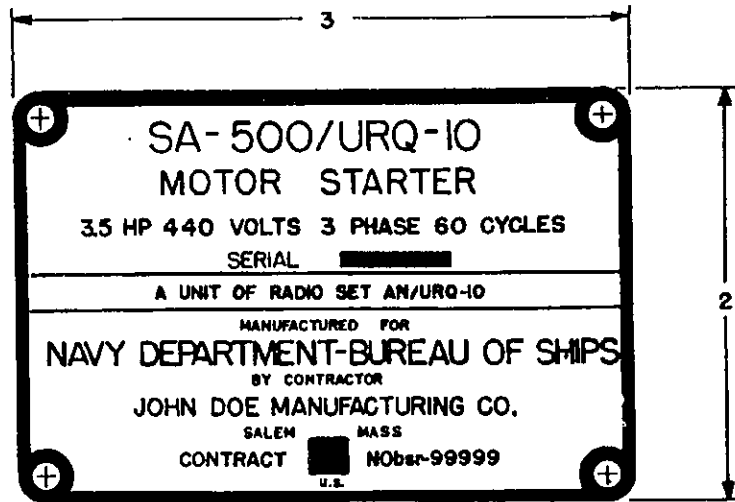 3
SA-500/URQ-10
MOTOR STARTER
3.5 HP 440 VOLTS 3 PHASE 60 CYCLES
SERIAL
A UNIT OF RADIO SET AN/URQ-10
2
MANUFACTURED FOR
NAVY DEPARTMENT-BUREAU OF SHIPS
BY CONTRACTOR
JOHN DOE MANUFACTURING CO.
SALEM MASS
CONTRACT NObsr-99999
U.S.